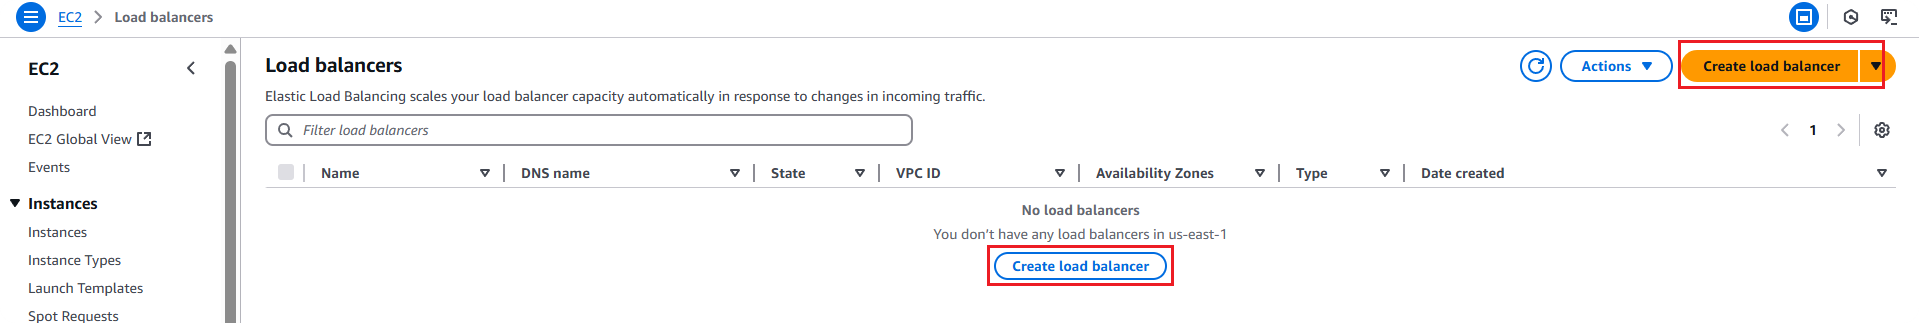 EC2 > Load balancers
EC2
Dashboard
EC2 Global View
Events
Instances
Instances
Instance Types
Launch Templates
Spot Requests
Load balancers
Actions
Create load balancer
Elastic Load Balancing scales your load balancer capacity automatically in response to changes in incoming traffic.
Filter load balancers
1
Name DNS name State VPC ID Availability Zones Type Date created
No load balancers
You don’t have any load balancers in us-east-1
Create load balancer